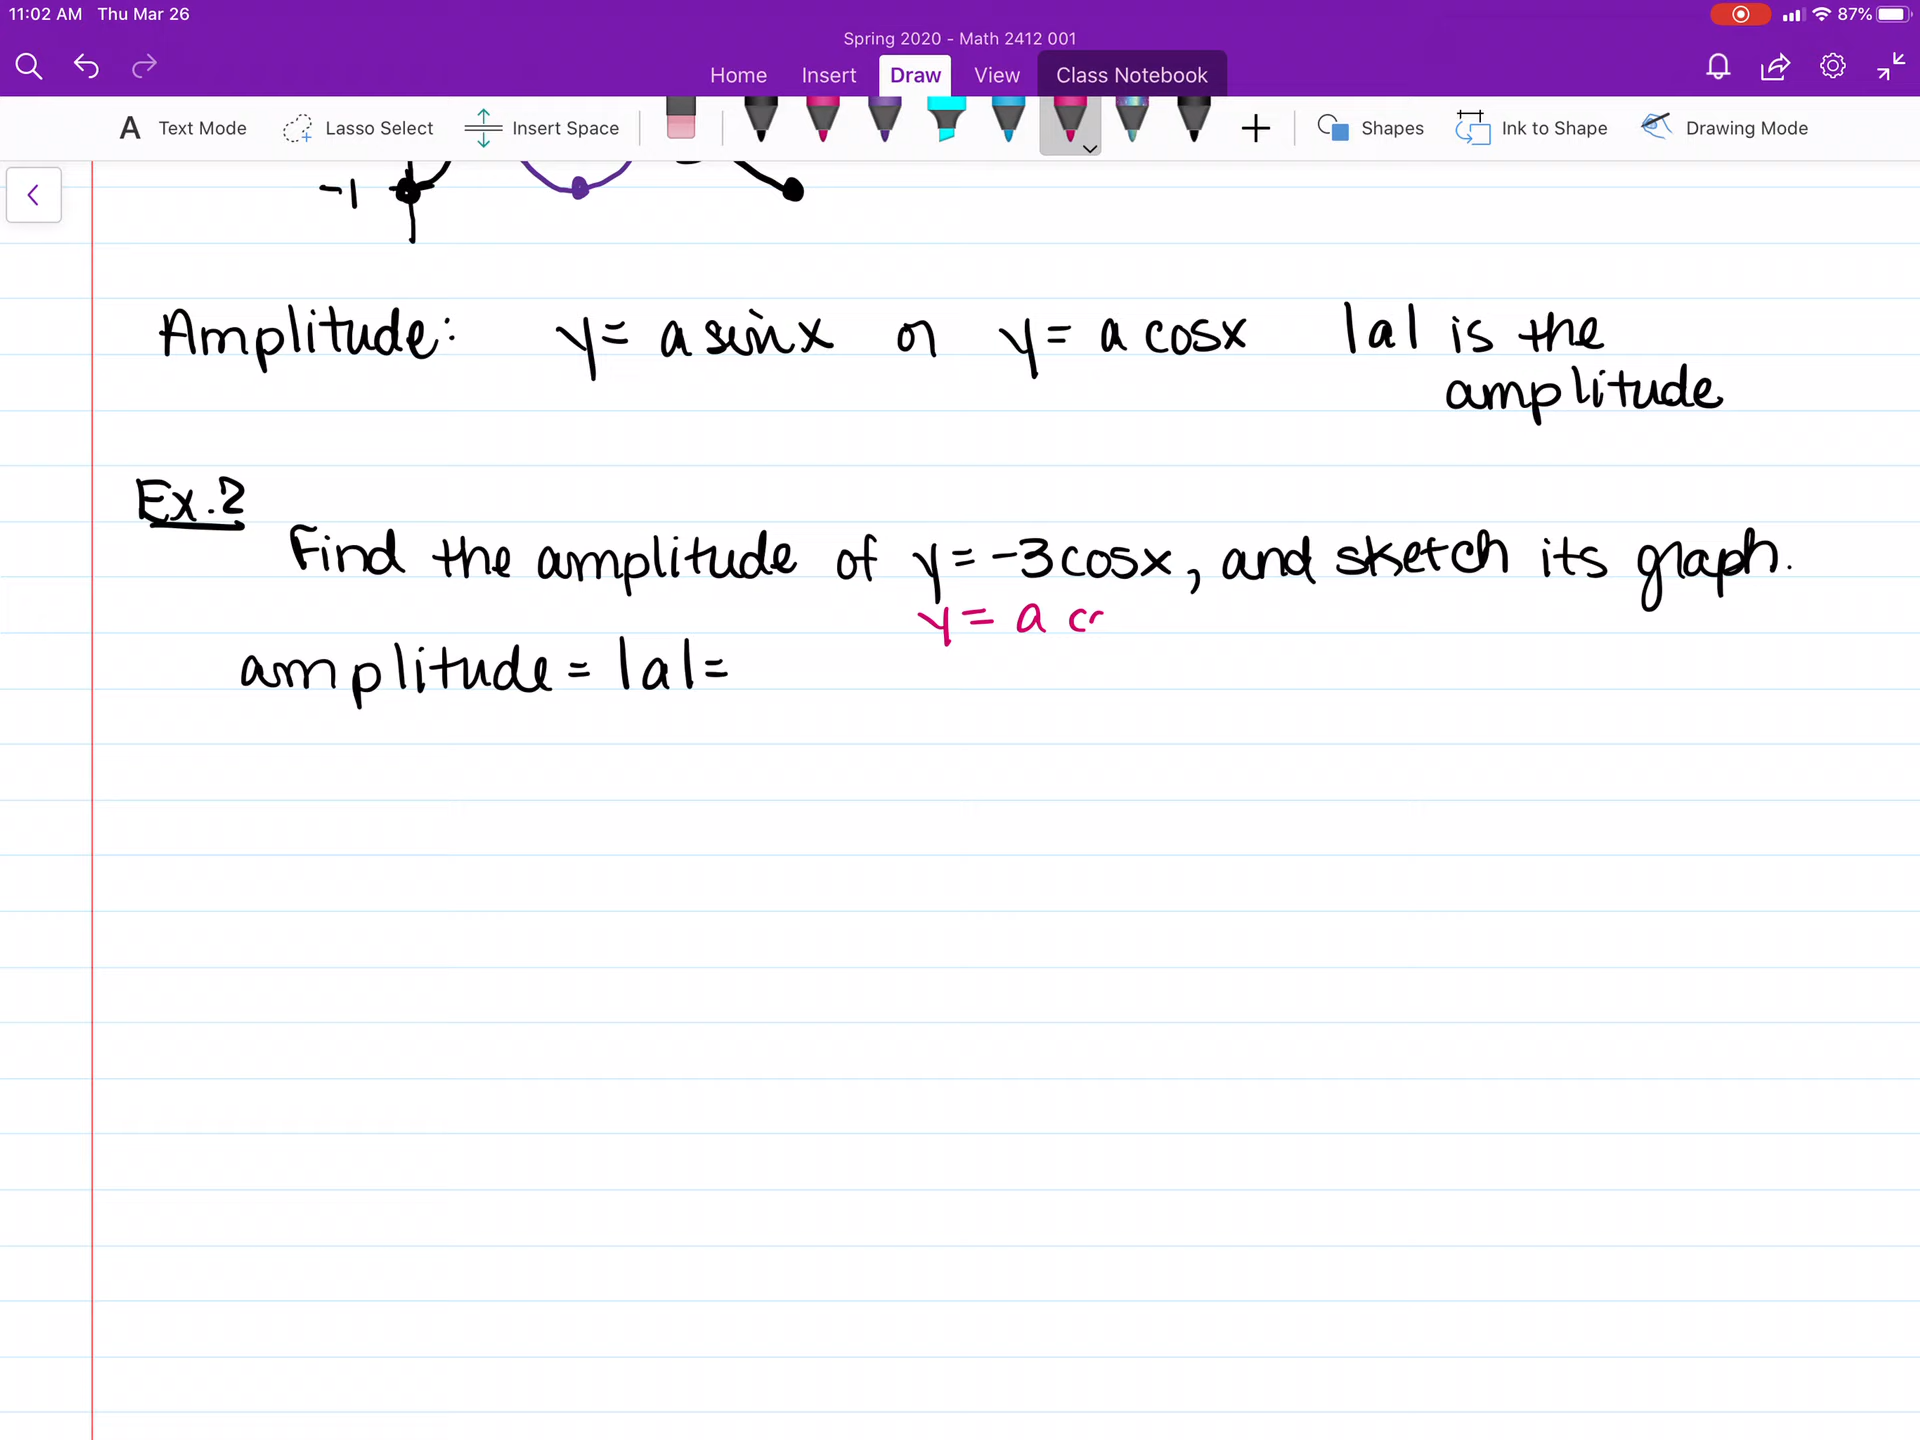 11:02 AM Thu Mar 26
87%
Spring 2020 - Math 2412 001
Home Insert Draw View Class Notebook
A Text Mode Lasso Select Insert Space Shapes Ink to Shape Drawing Mode
-1
Amplitude: y = a sin x or y = a cosx |a| is the
amplitude
Ex. 2
Find the amplitude of y = -3cosx, and sketch its graph.
y = a co
amplitude = |a| =